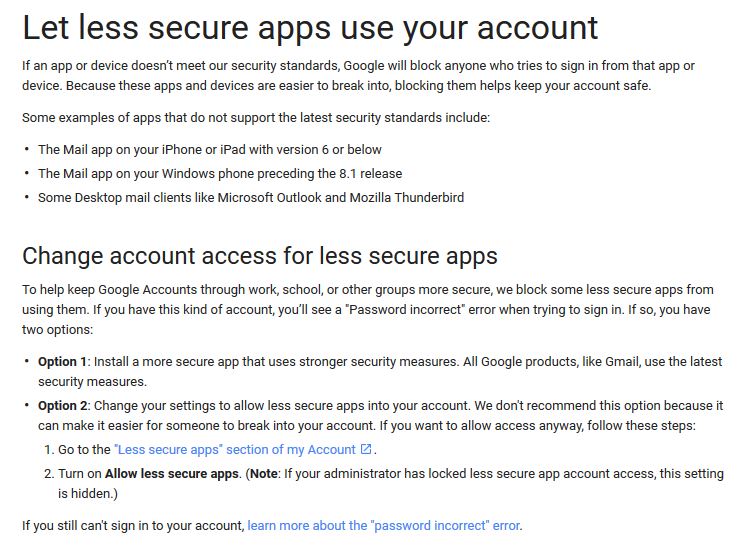 Let less secure apps use your account
If an app or device doesn't meet our security standards, Google will block anyone who tries to sign in from that app or
device. Because these apps and devices are easier to break into, blocking them helps keep your account safe.
Some examples of apps that do not support the latest security standards include:
• The Mail app on your iPhone or iPad with version 6 or below
• The Mail app on your Windows phone preceding the 8.1 release
• Some Desktop mail clients like Microsoft Outlook and Mozilla Thunderbird
Change account access for less secure apps
To help keep Google Accounts through work, school, or other groups more secure, we block some less secure apps from
using them. If you have this kind of account, you'll see a "Password incorrect" error when trying to sign in. If so, you have
two options:
• Option 1: Install a more secure app that uses stronger security measures. All Google products, like Gmail, use the latest
security measures.
• Option 2: Change your settings to allow less secure apps into your account. We don't recommend this option because it
can make it easier for someone to break into your account. If you want to allow access anyway, follow these steps:
1. Go to the "Less secure apps" section of my Account.
2. Turn on Allow less secure apps. (Note: If your administrator has locked less secure app account access, this setting
is hidden.)
If you still can't sign in to your account, learn more about the "password incorrect" error.